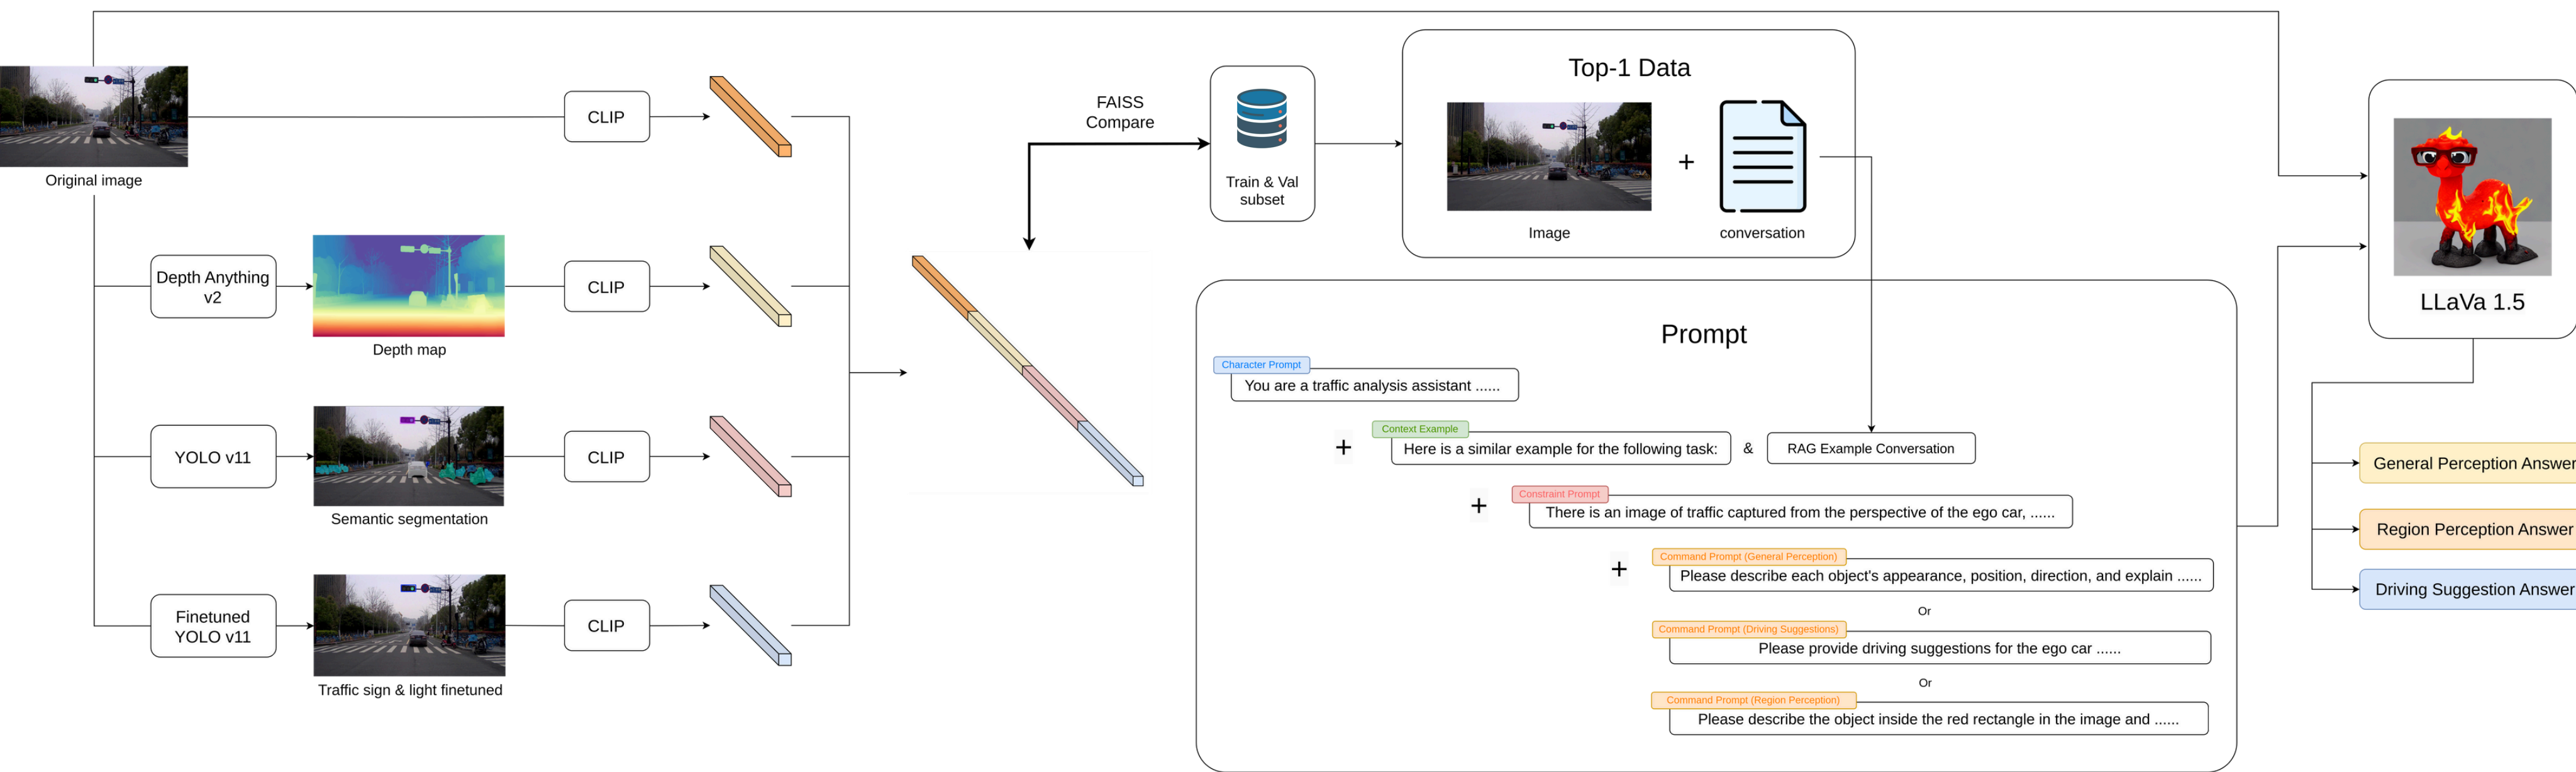 Original image
CLIP
Depth Anything
v2
Depth map
CLIP
YOLO v11
Semantic segmentation
CLIP
Finetuned
YOLO v11
Traffic sign & light finetuned
CLIP
FAISS
Compare
Train & Val
subset
Top-1 Data
+
Image
conversation
Prompt
Character Prompt
You are a traffic analysis assistant ......
+
Context Example
Here is a similar example for the following task:
&
RAG Example Conversation
+
Constraint Prompt
There is an image of traffic captured from the perspective of the ego car, ......
+
Command Prompt (General Perception)
Please describe each object's appearance, position, direction, and explain ......
Or
Command Prompt (Driving Suggestions)
Please provide driving suggestions for the ego car ......
Or
Command Prompt (Region Perception)
Please describe the object inside the red rectangle in the image and ......
LLaVa 1.5
General Perception Answer
Region Perception Answer
Driving Suggestion Answer